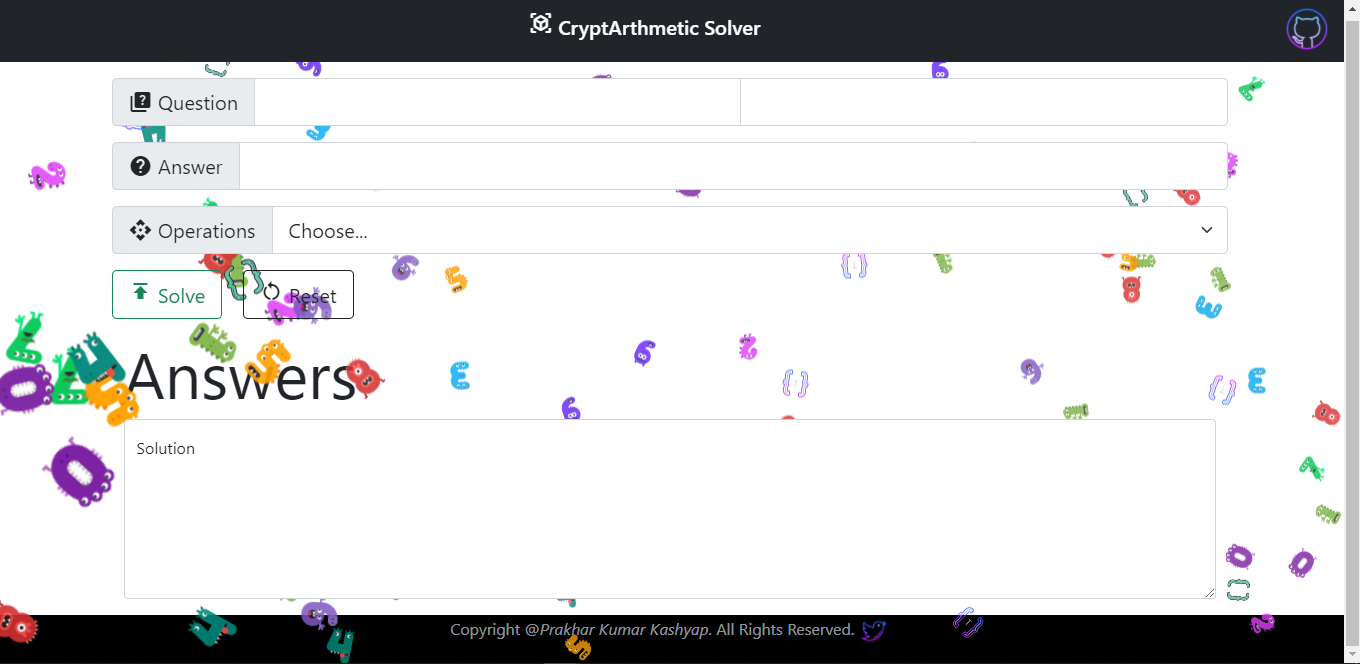 CryptArthmetic Solver
Question
Answer
Operations Choose...
Solve Reset
Answers
Solution
Copyright @Prakhar Kumar Kashyap. All Rights Reserved.